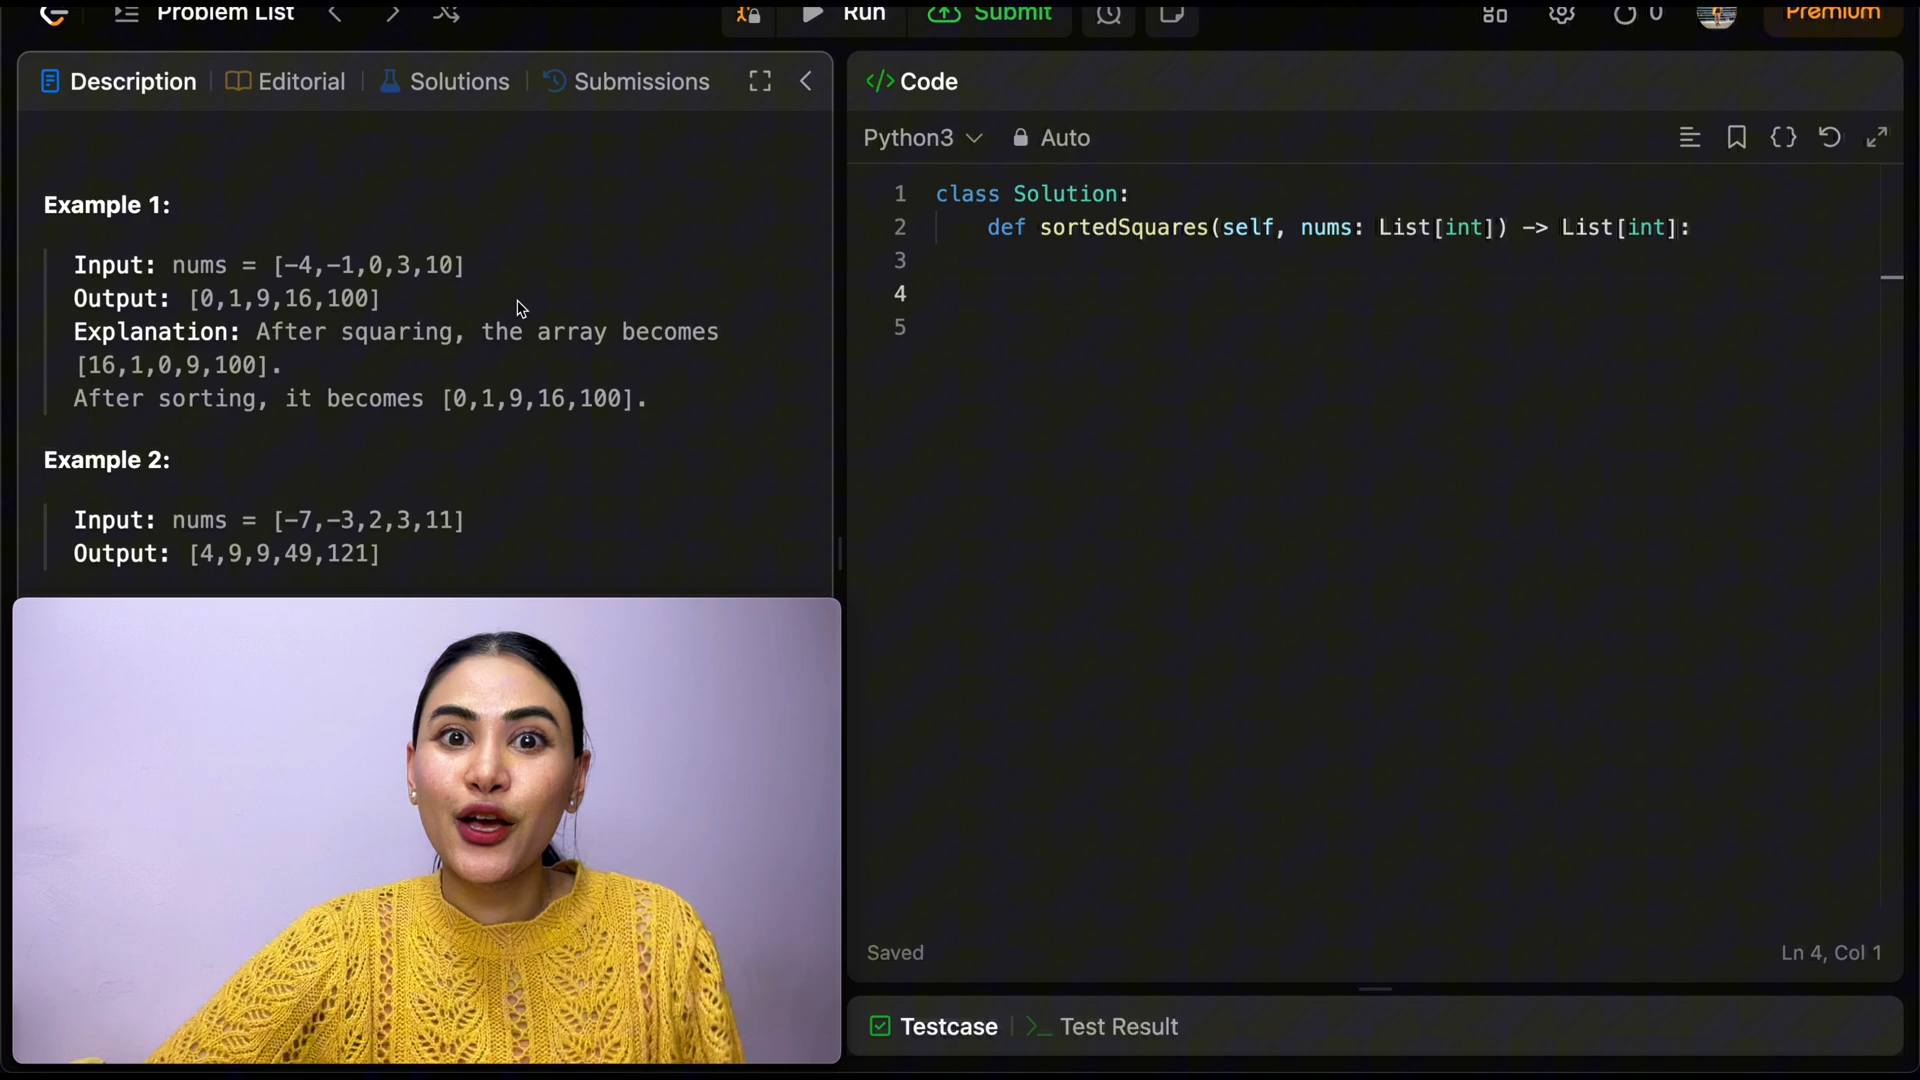 Problem List
Run
Submit
0
Premium
Description
Editorial
Solutions
Submissions
Code
Python3
Auto
Example 1:
Input: nums = [-4,-1,0,3,10]
Output: [0,1,9,16,100]
Explanation: After squaring, the array becomes
[16,1,0,9,100].
After sorting, it becomes [0,1,9,16,100].
Example 2:
Input: nums = [-7,-3,2,3,11]
Output: [4,9,9,49,121]
1 class Solution:
2 def sortedSquares(self, nums: List[int]) -> List[int]:
3
4
5
Saved
Ln 4, Col 1
Testcase
Test Result